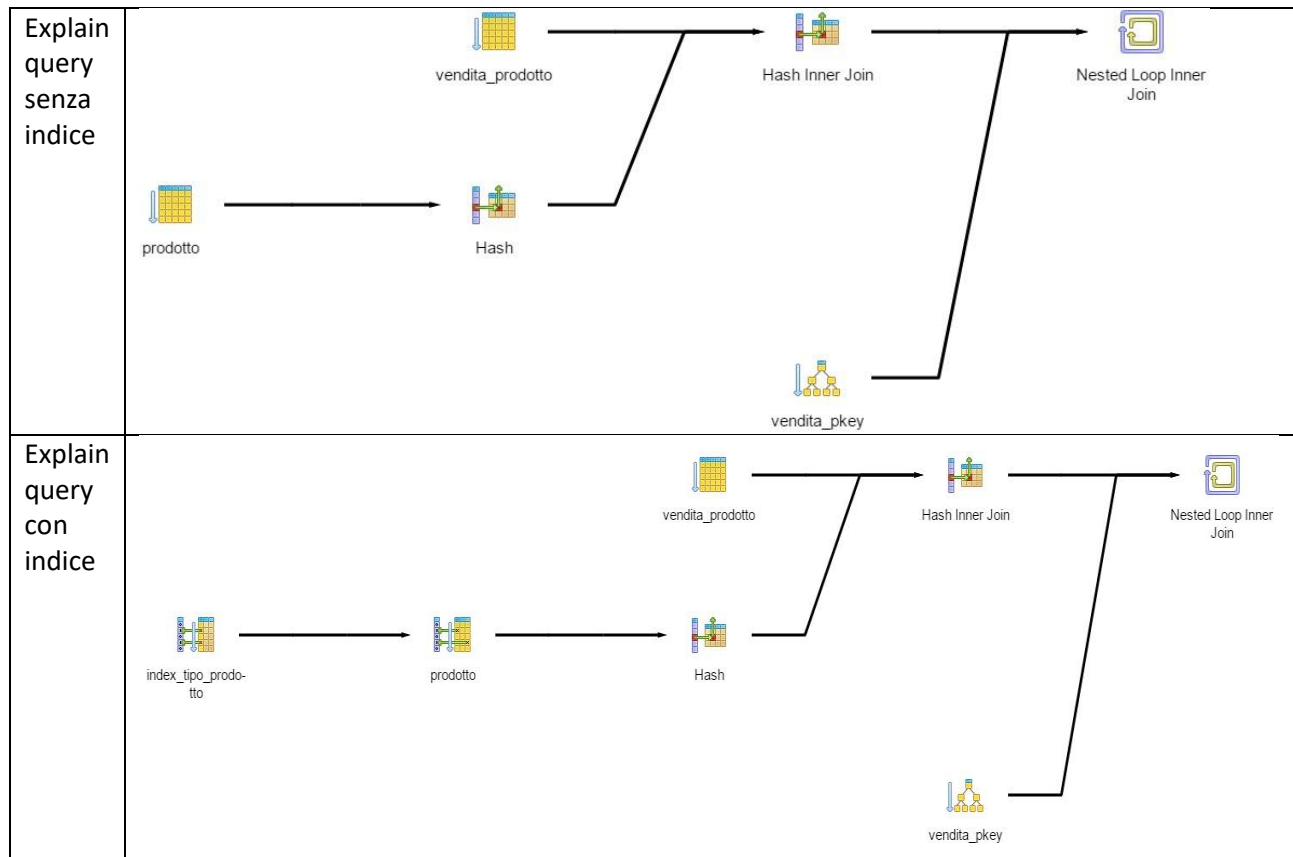 Explain
query
senza
indice
vendita_prodotto
Hash Inner Join
Nested Loop Inner
Join
prodotto
Hash
vendita_pkey
Explain
query
con
indice
vendita_prodotto
Hash Inner Join
Nested Loop Inner
Join
index_tipo_prodo-
tto
prodotto
Hash
vendita_pkey